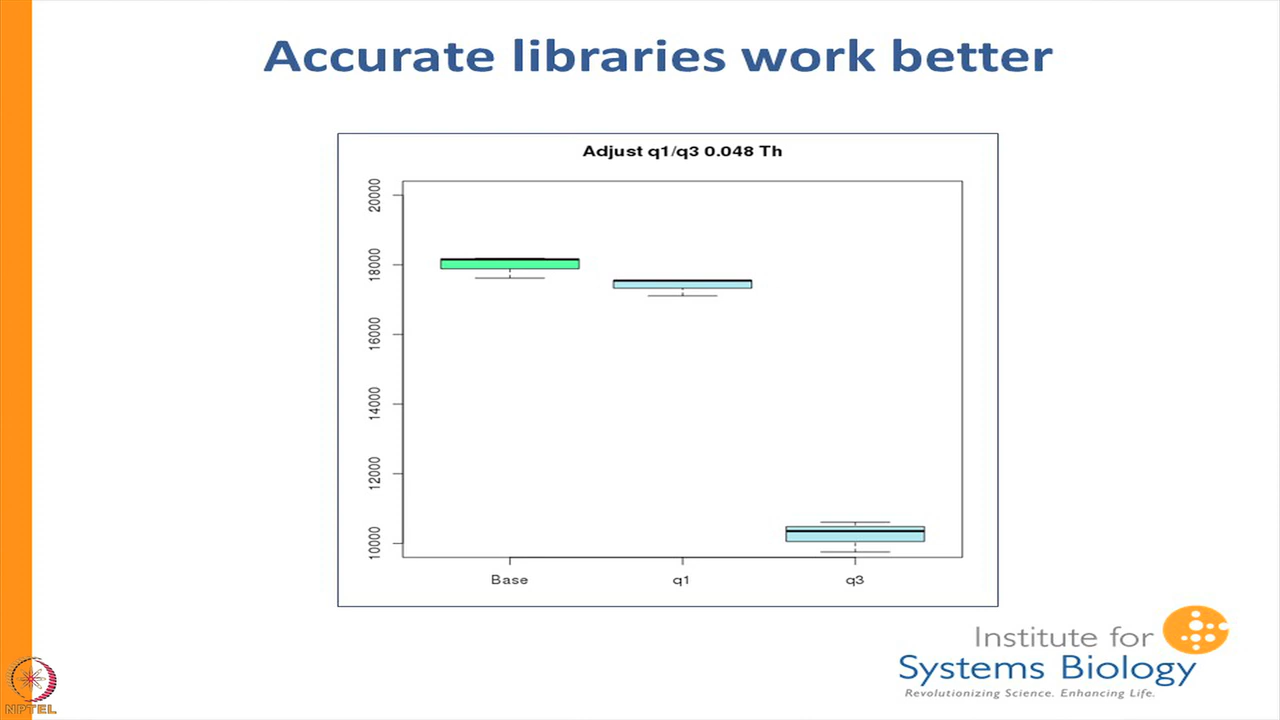 Accurate libraries work better
Adjust q1/q3 0.048 Th
20000
18000
16000
14000
12000
10000
Base
q1
q3
Institute for
Systems Biology
Revolutionizing Science. Enhancing Life.
NPTEL